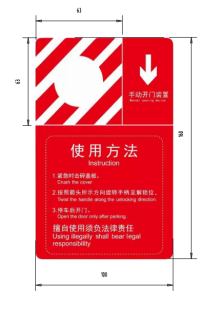 63
63
160
手动开门装置
Manual opening device
使用方法
Instruction
1.紧急时击碎盖板。
Crush the cover
2.按照箭头所示方向旋转手柄至解锁位。
Twist the handle along the unlocking direction
3.停车后开门。
Open the door only after parking.
擅自使用须负法律责任
Using illegally shall bear legal
responsibility
100